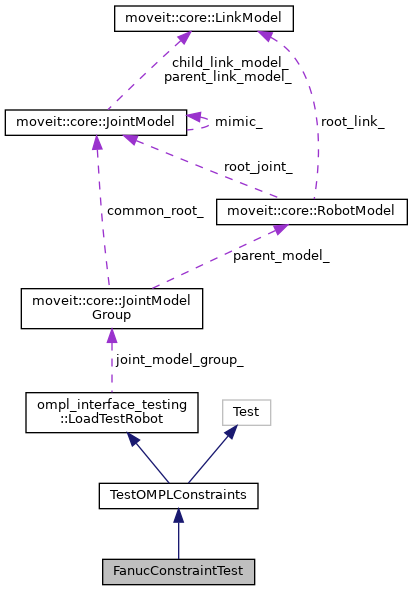 moveit::core::LinkModel
child_link_model_
parent_link_model_
moveit::core::JointModel
mimic_
root_link_
root_joint_
common_root_
moveit::core::RobotModel
parent_model_
moveit::core::JointModel
Group
joint_model_group_
ompl_interface_testing
::LoadTestRobot
Test
TestOMPLConstraints
FanucConstraintTest